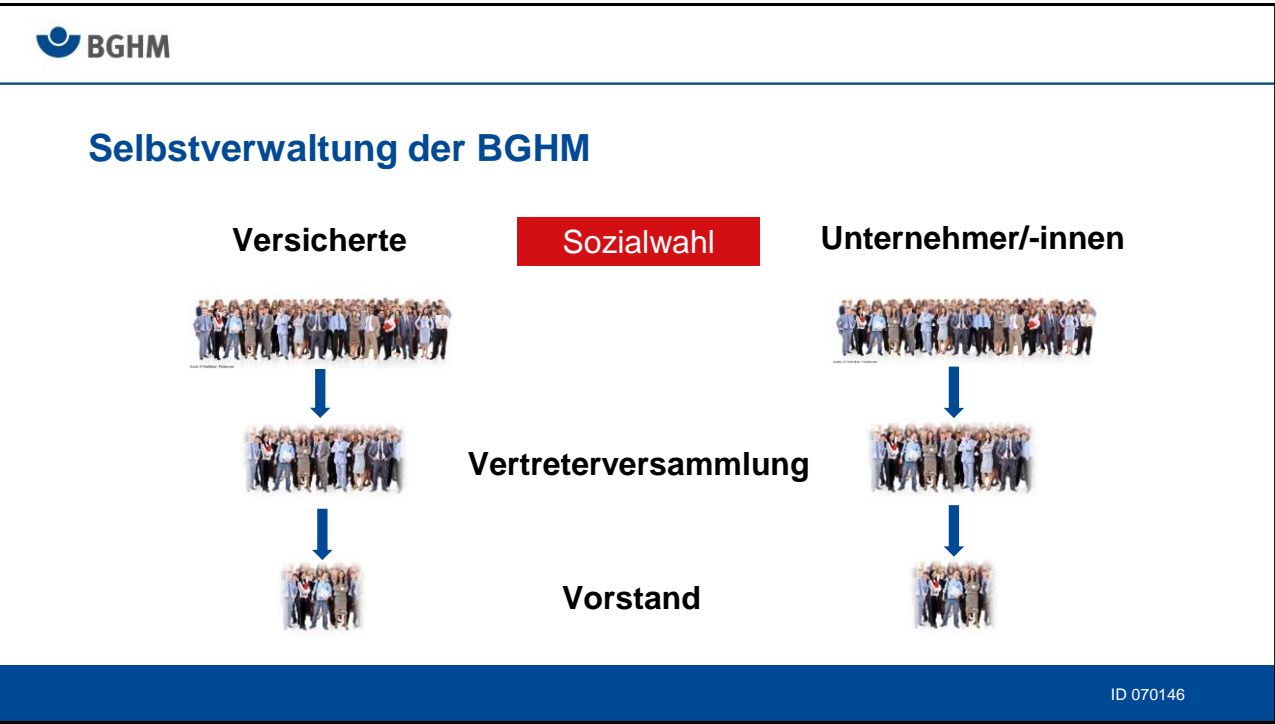 BGHM
Selbstverwaltung der BGHM
Versicherte
Sozialwahl
Unternehmer/-innen
Vertreterversammlung
Vorstand
ID 070146